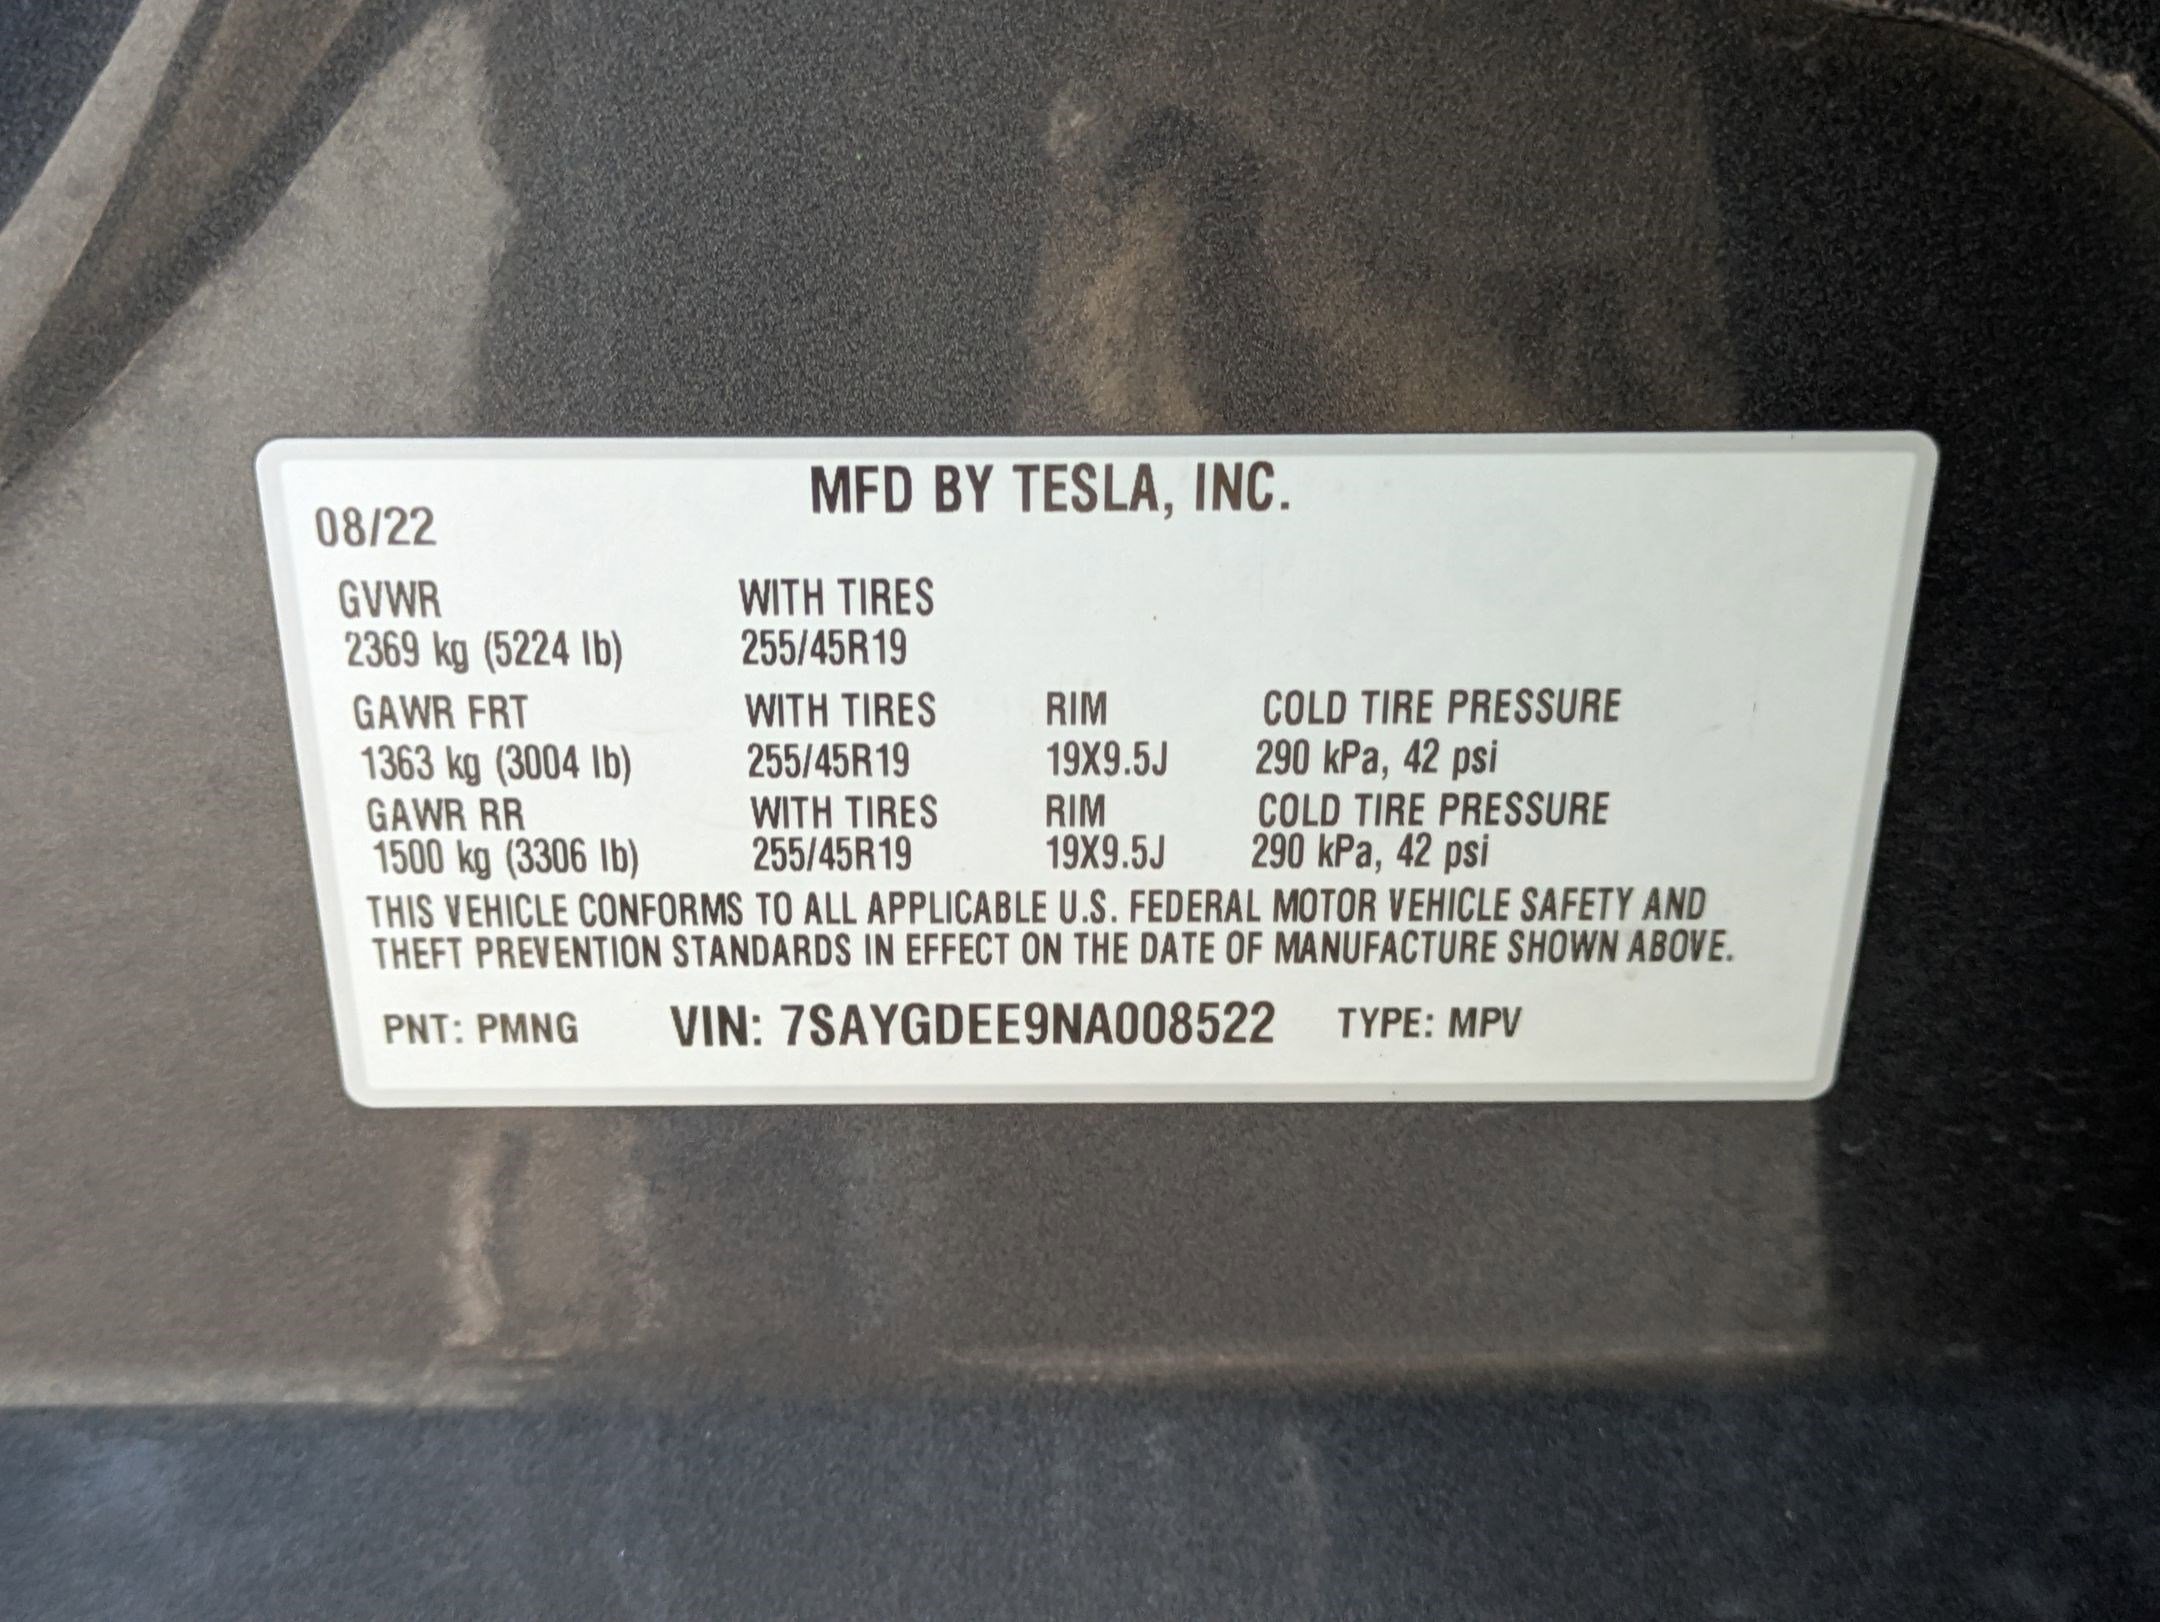 MFD BY TESLA, INC.
08/22
GVWR WITH TIRES
2369 kg (5224 lb) 255/45R19
GAWR FRT WITH TIRES RIM COLD TIRE PRESSURE
1363 kg (3004 lb) 255/45R19 19X9.5J 290 kPa, 42 psi
GAWR RR WITH TIRES RIM COLD TIRE PRESSURE
1500 kg (3306 lb) 255/45R19 19X9.5J 290 kPa, 42 psi
THIS VEHICLE CONFORMS TO ALL APPLICABLE U.S. FEDERAL MOTOR VEHICLE SAFETY AND
THEFT PREVENTION STANDARDS IN EFFECT ON THE DATE OF MANUFACTURE SHOWN ABOVE.
PNT: PMNG VIN: 7SAYGDEE9NA008522 TYPE: MPV